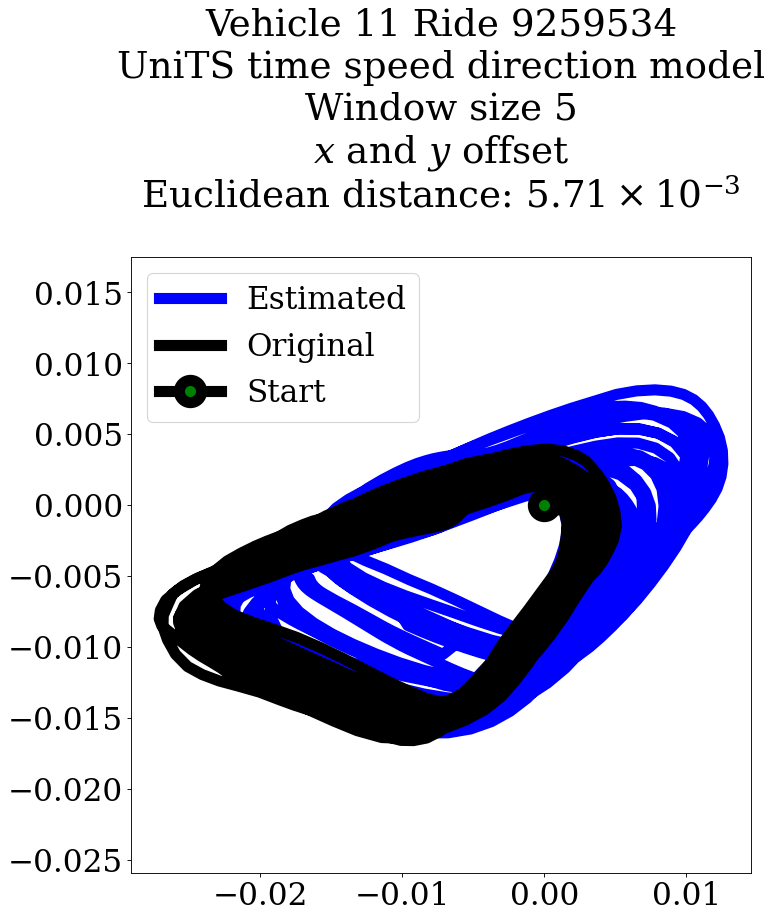 Vehicle 11 Ride 9259534
UniTS time speed direction model
Window size 5
x and y offset
Euclidean distance: 5.71 × 10⁻³
Estimated
Original
Start
0.015
0.010
0.005
0.000
−0.005
−0.010
−0.015
−0.020
−0.025
−0.02 −0.01 0.00 0.01